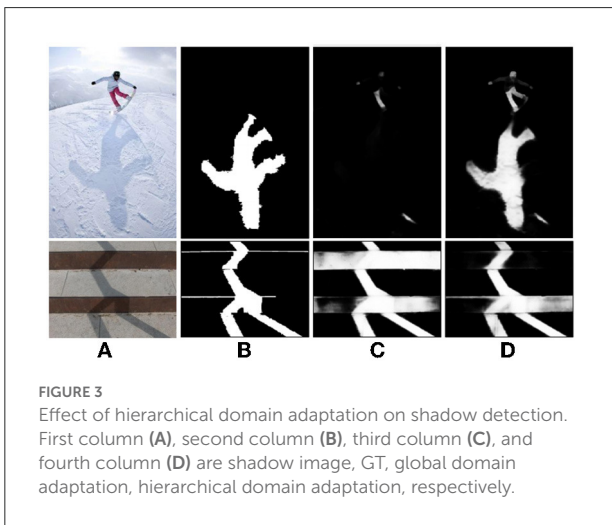 A B C D
FIGURE 3
Effect of hierarchical domain adaptation on shadow detection.
First column (A), second column (B), third column (C), and
fourth column (D) are shadow image, GT, global domain
adaptation, hierarchical domain adaptation, respectively.